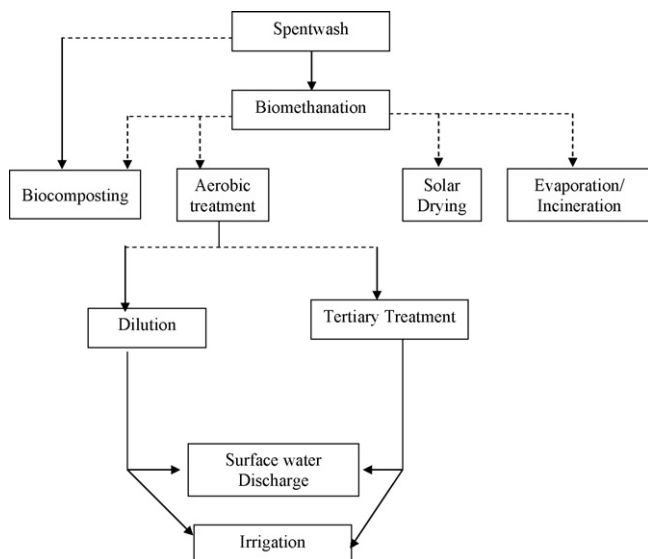 Spentwash
Biomethanation
Biocomposting
Aerobic
treatment
Solar
Drying
Evaporation/
Incineration
Dilution
Tertiary Treatment
Surface water
Discharge
Irrigation